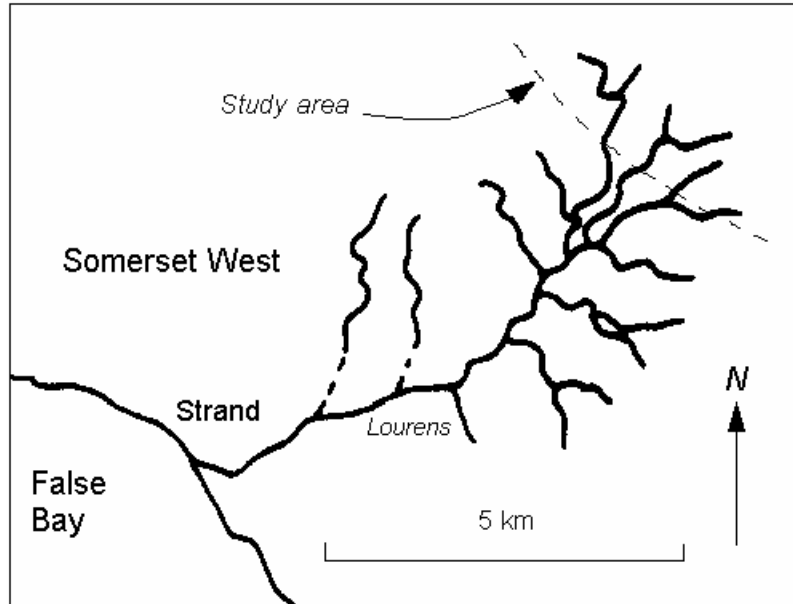 Study area
Somerset West
Strand
Lourens
N
False
Bay
5 km